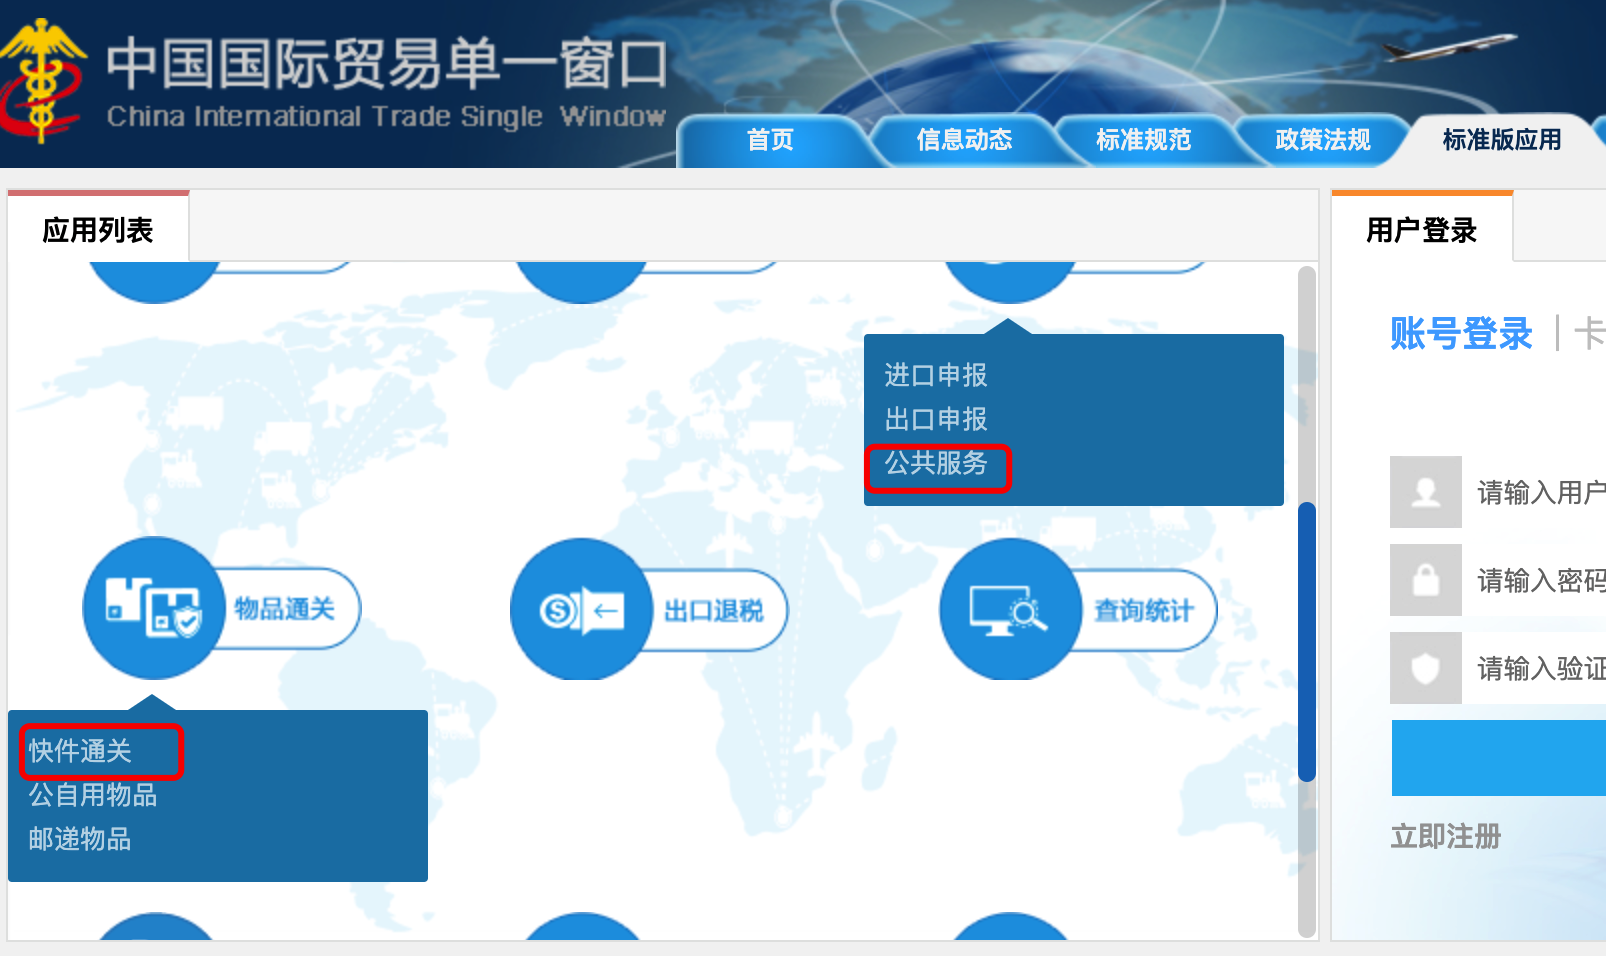 中国国际贸易单一窗口
China International Trade Single Window
首页
信息动态
标准规范
政策法规
标准版应用
应用列表
进口申报
出口申报
公共服务
物品通关
出口退税
查询统计
快件通关
公自用物品
邮递物品
用户登录
账号登录
卡
请输入用户
请输入密码
请输入验证
立即注册